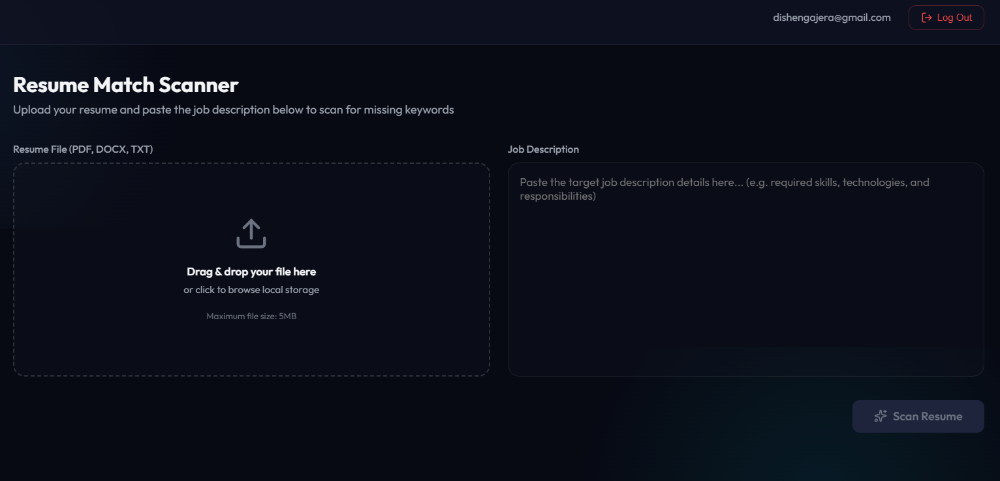 dishengajera@gmail.com
Log Out
Resume Match Scanner
Upload your resume and paste the job description below to scan for missing keywords
Resume File (PDF, DOCX, TXT)
Drag & drop your file here
or click to browse local storage
Maximum file size: 5MB
Job Description
Paste the target job description details here... (e.g. required skills, technologies, and
responsibilities)
Scan Resume